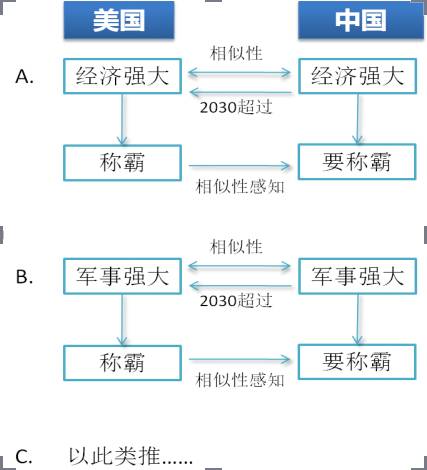 美国 中国
相似性
A. 经济强大 经济强大
2030超过
称霸 要称霸
相似性感知
相似性
B. 军事强大 军事强大
2030超过
称霸 要称霸
相似性感知
C. 以此类推……